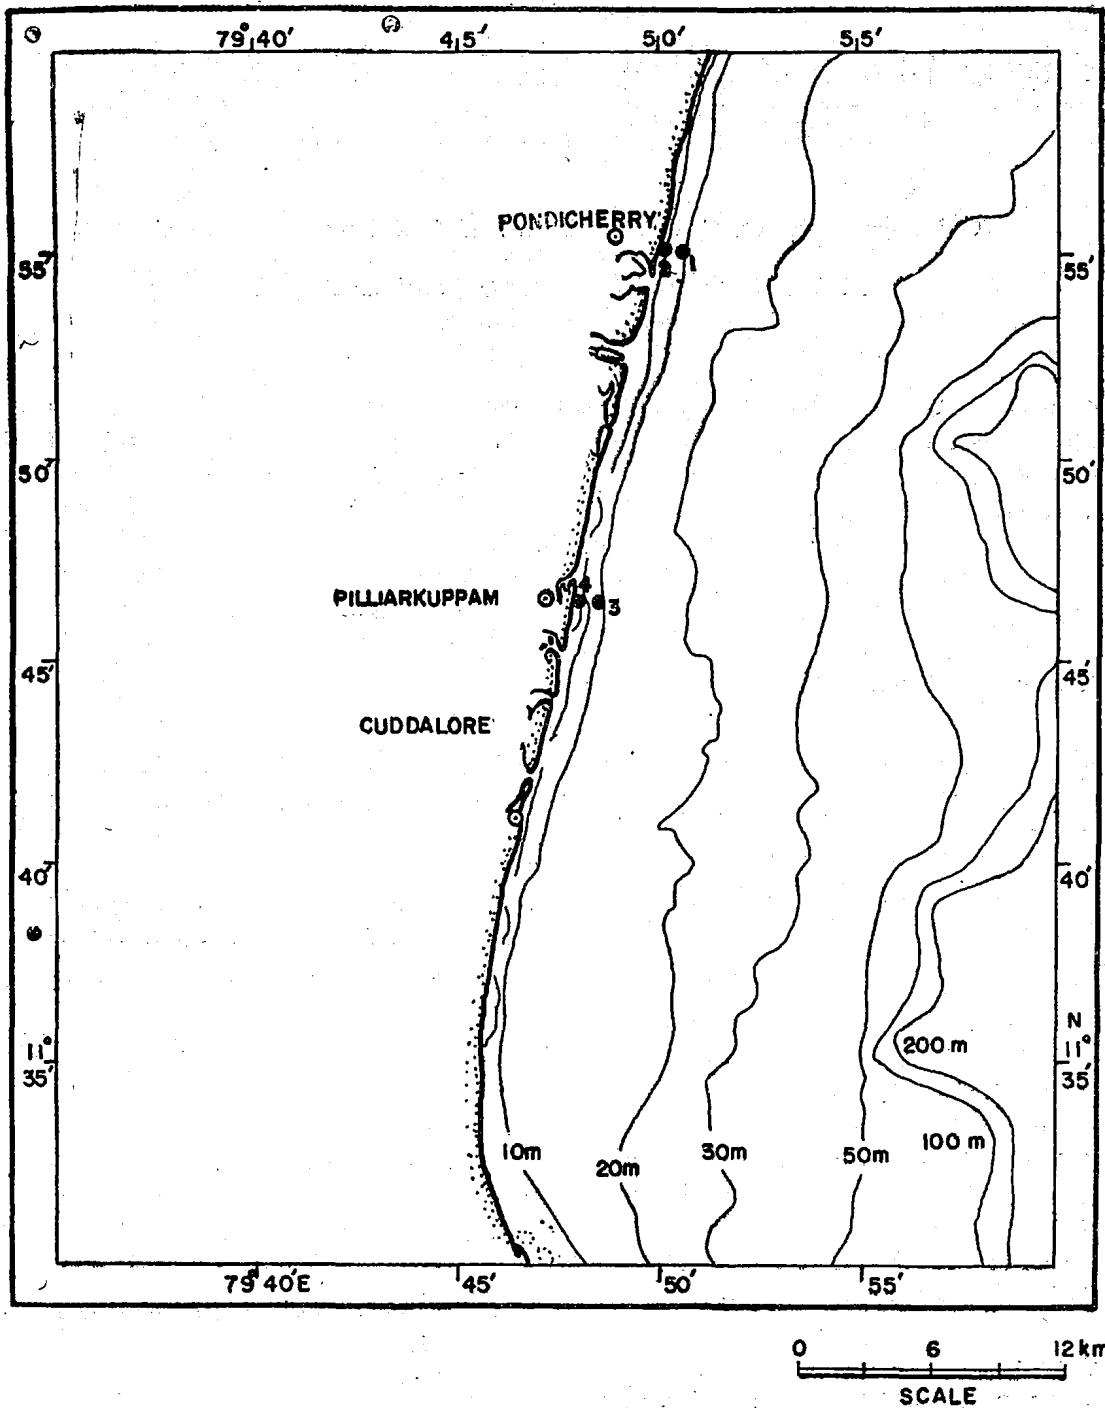 79° 40' 45' 50' 55'
PONDICHERRY
55' 2 1 55'
50' 50'
PILLIARKUPPAM 4 3
45' 45'
CUDDALORE
40' 40'
N
11° 35' 200 m 11° 35'
10m 20m 30m 50m 100 m
79° 40'E 45' 50' 55'
0 6 12 km
SCALE